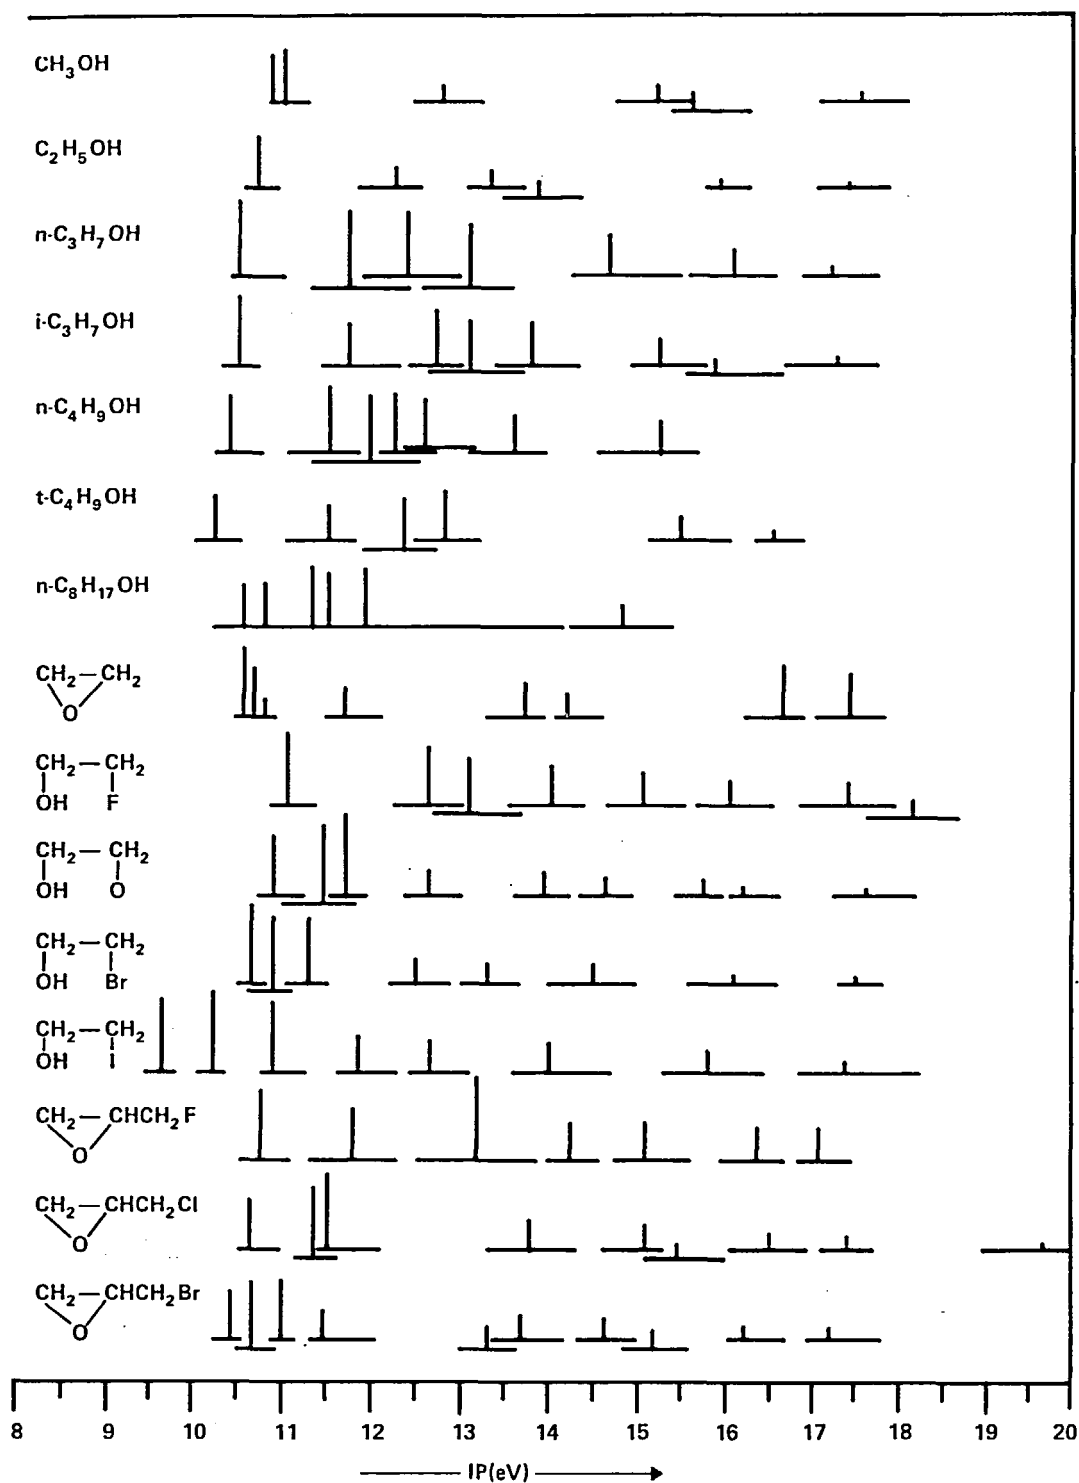 CH₃OH
C₂H₅OH
n-C₃H₇OH
i-C₃H₇OH
n-C₄H₉OH
t-C₄H₉OH
n-C₈H₁₇OH
CH₂—CH₂
O
CH₂—CH₂
OH F
CH₂—CH₂
OH O
CH₂—CH₂
OH Br
CH₂—CH₂
OH I
CH₂—CHCH₂F
O
CH₂—CHCH₂Cl
O
CH₂—CHCH₂Br
O
8 9 10 11 12 13 14 15 16 17 18 19 20
IP(eV)